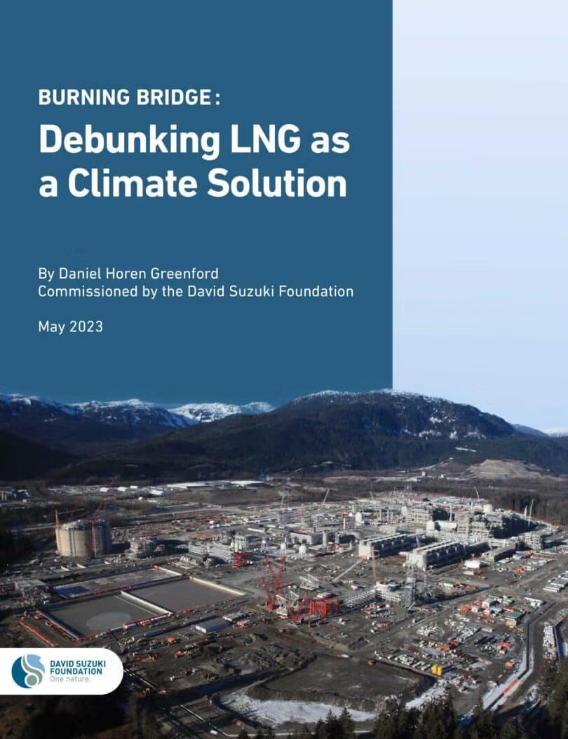 BURNING BRIDGE:
Debunking LNG as
a Climate Solution
By Daniel Horen Greenford
Commissioned by the David Suzuki Foundation
May 2023
DAVID SUZUKI
FOUNDATION
One nature.